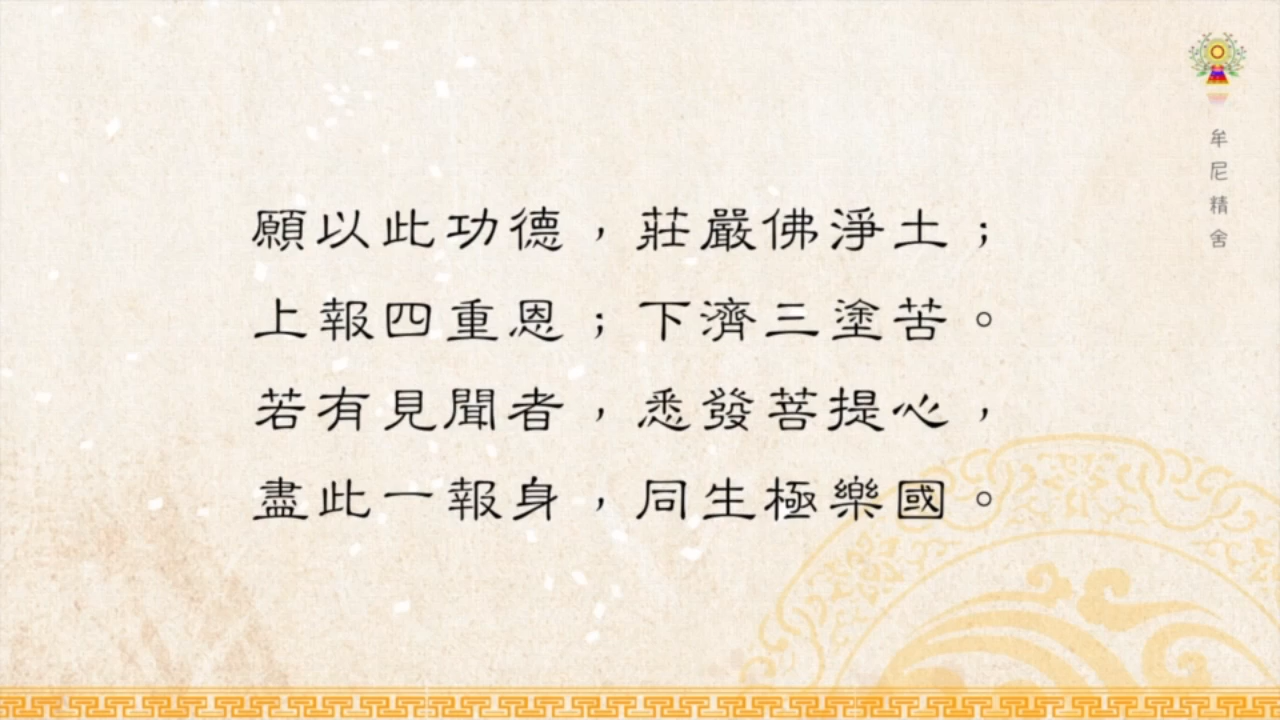 願以此功德，莊嚴佛淨土；
上報四重恩；下濟三塗苦。
若有見聞者，悉發菩提心，
盡此一報身，同生極樂國。
牟尼精舍